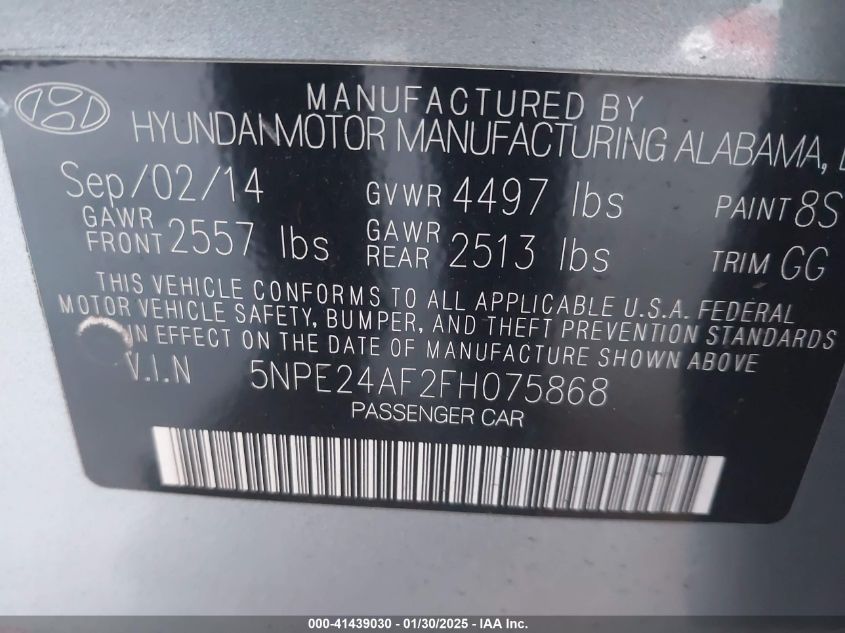 MANUFACTURED BY
HYUNDAI MOTOR MANUFACTURING ALABAMA,
Sep/02/14 GVWR 4497 lbs PAINT 8S
GAWR FRONT 2557 lbs GAWR REAR 2513 lbs TRIM GG
THIS VEHICLE CONFORMS TO ALL APPLICABLE U.S.A. FEDERAL
MOTOR VEHICLE SAFETY, BUMPER, AND THEFT PREVENTION STANDARDS
IN EFFECT ON THE DATE OF MANUFACTURE SHOWN ABOVE
V.I.N 5NPE24AF2FH075868
PASSENGER CAR
000-41439030 - 01/30/2025 - IAA Inc.